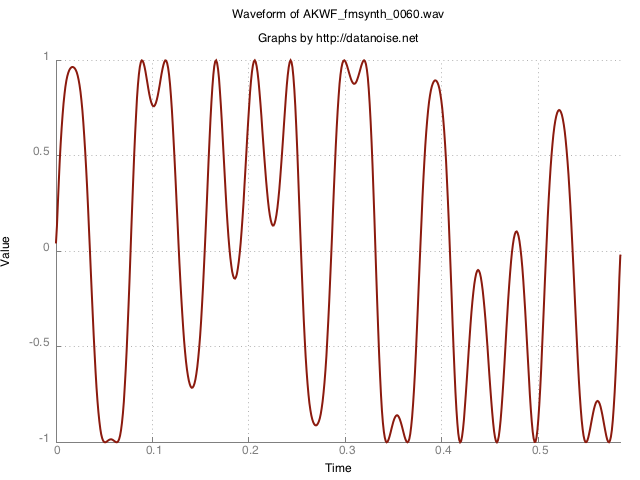 Waveform of AKWF_fmsynth_0060.wav
Graphs by http://datanoise.net
Value
1
0.5
0
-0.5
-1
0
0.1
0.2
0.3
0.4
0.5
Time